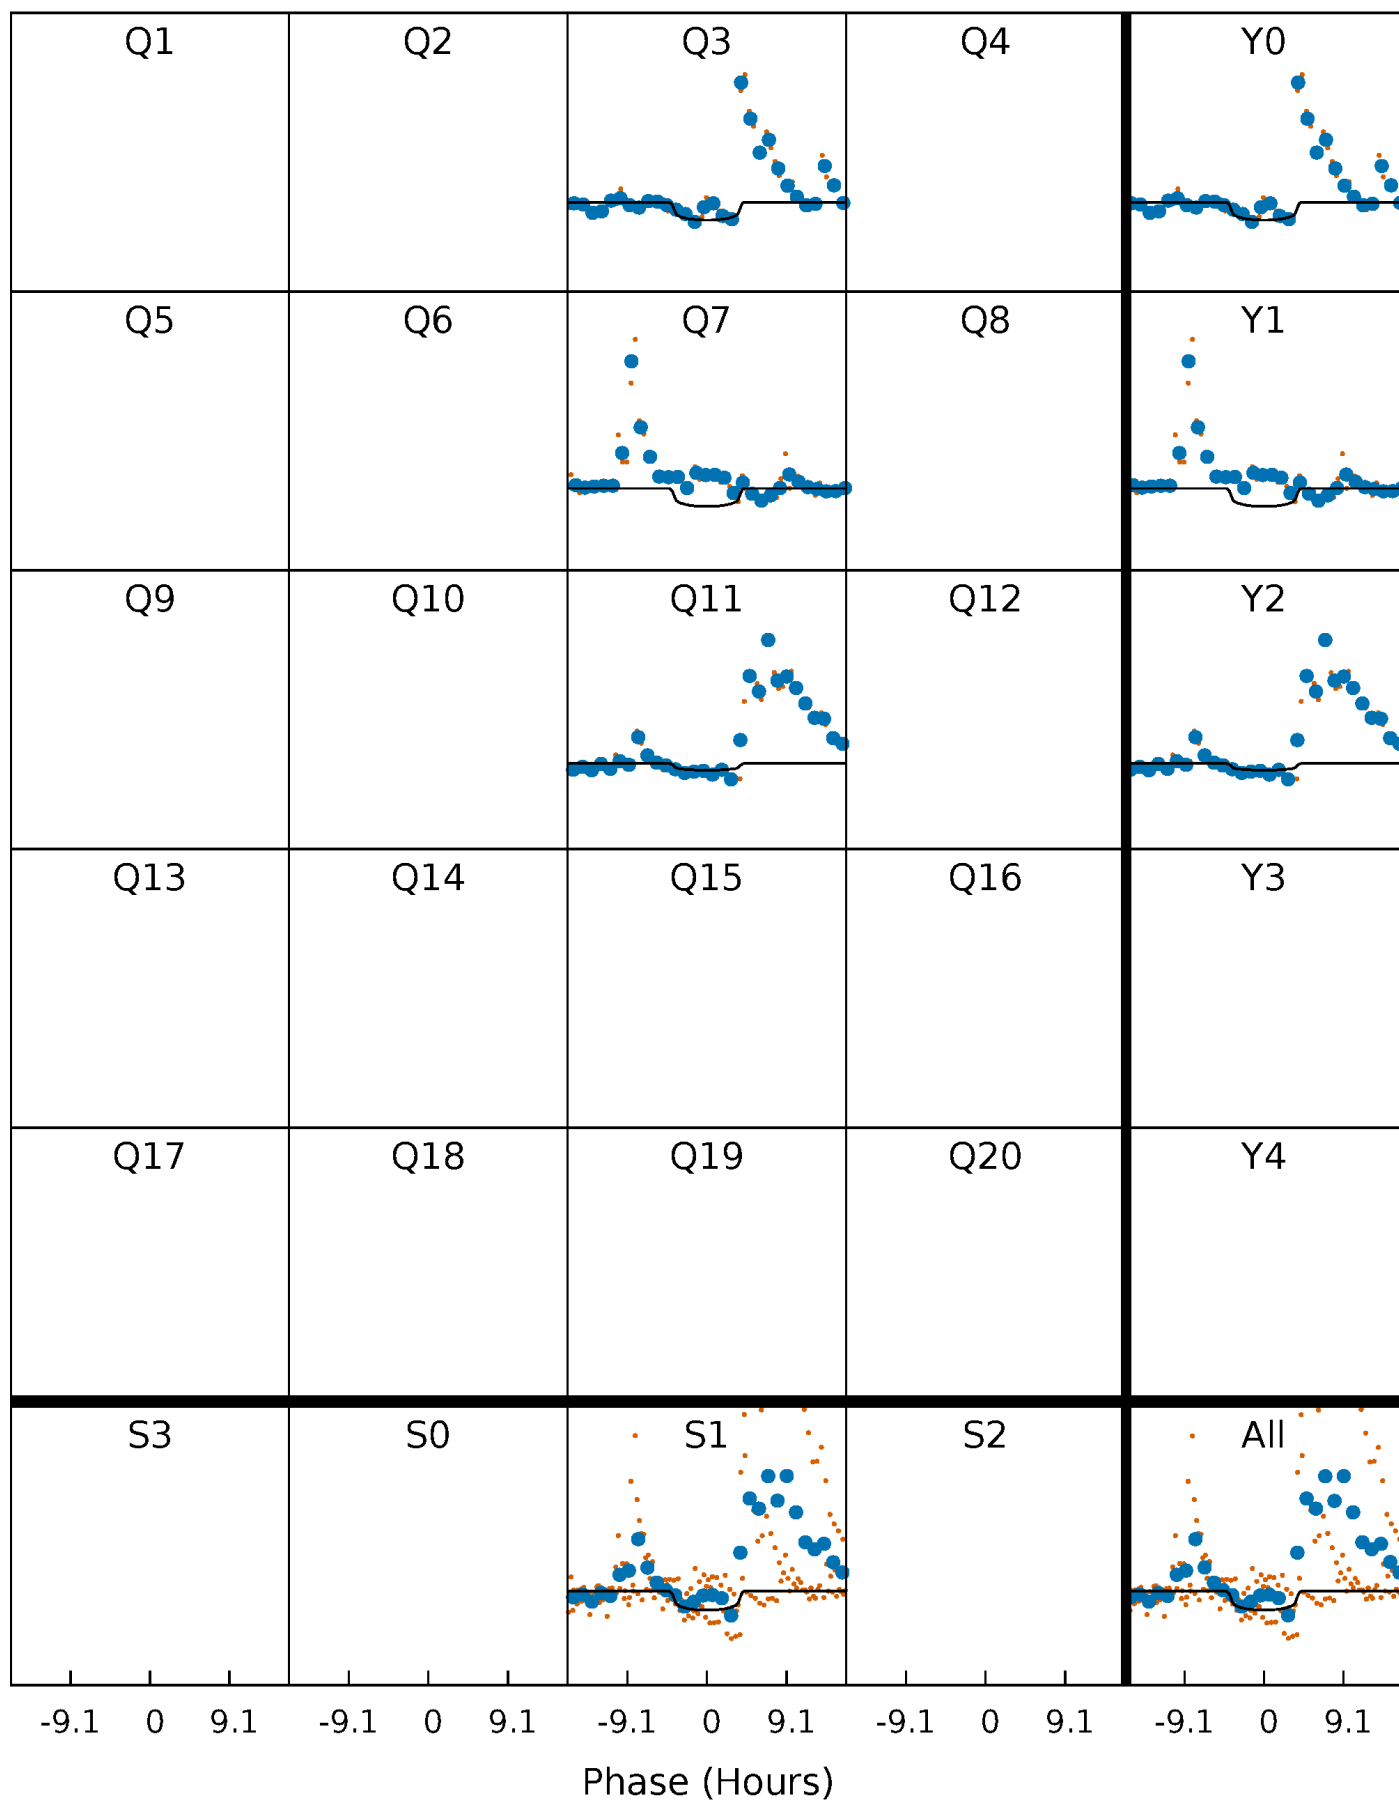 Q1 Q2 Q3 Q4 Y0
Q5 Q6 Q7 Q8 Y1
Q9 Q10 Q11 Q12 Y2
Q13 Q14 Q15 Q16 Y3
Q17 Q18 Q19 Q20 Y4
S3 S0 S1 S2 All
-9.1 0 9.1 -9.1 0 9.1 -9.1 0 9.1 -9.1 0 9.1 -9.1 0 9.1
Phase (Hours)